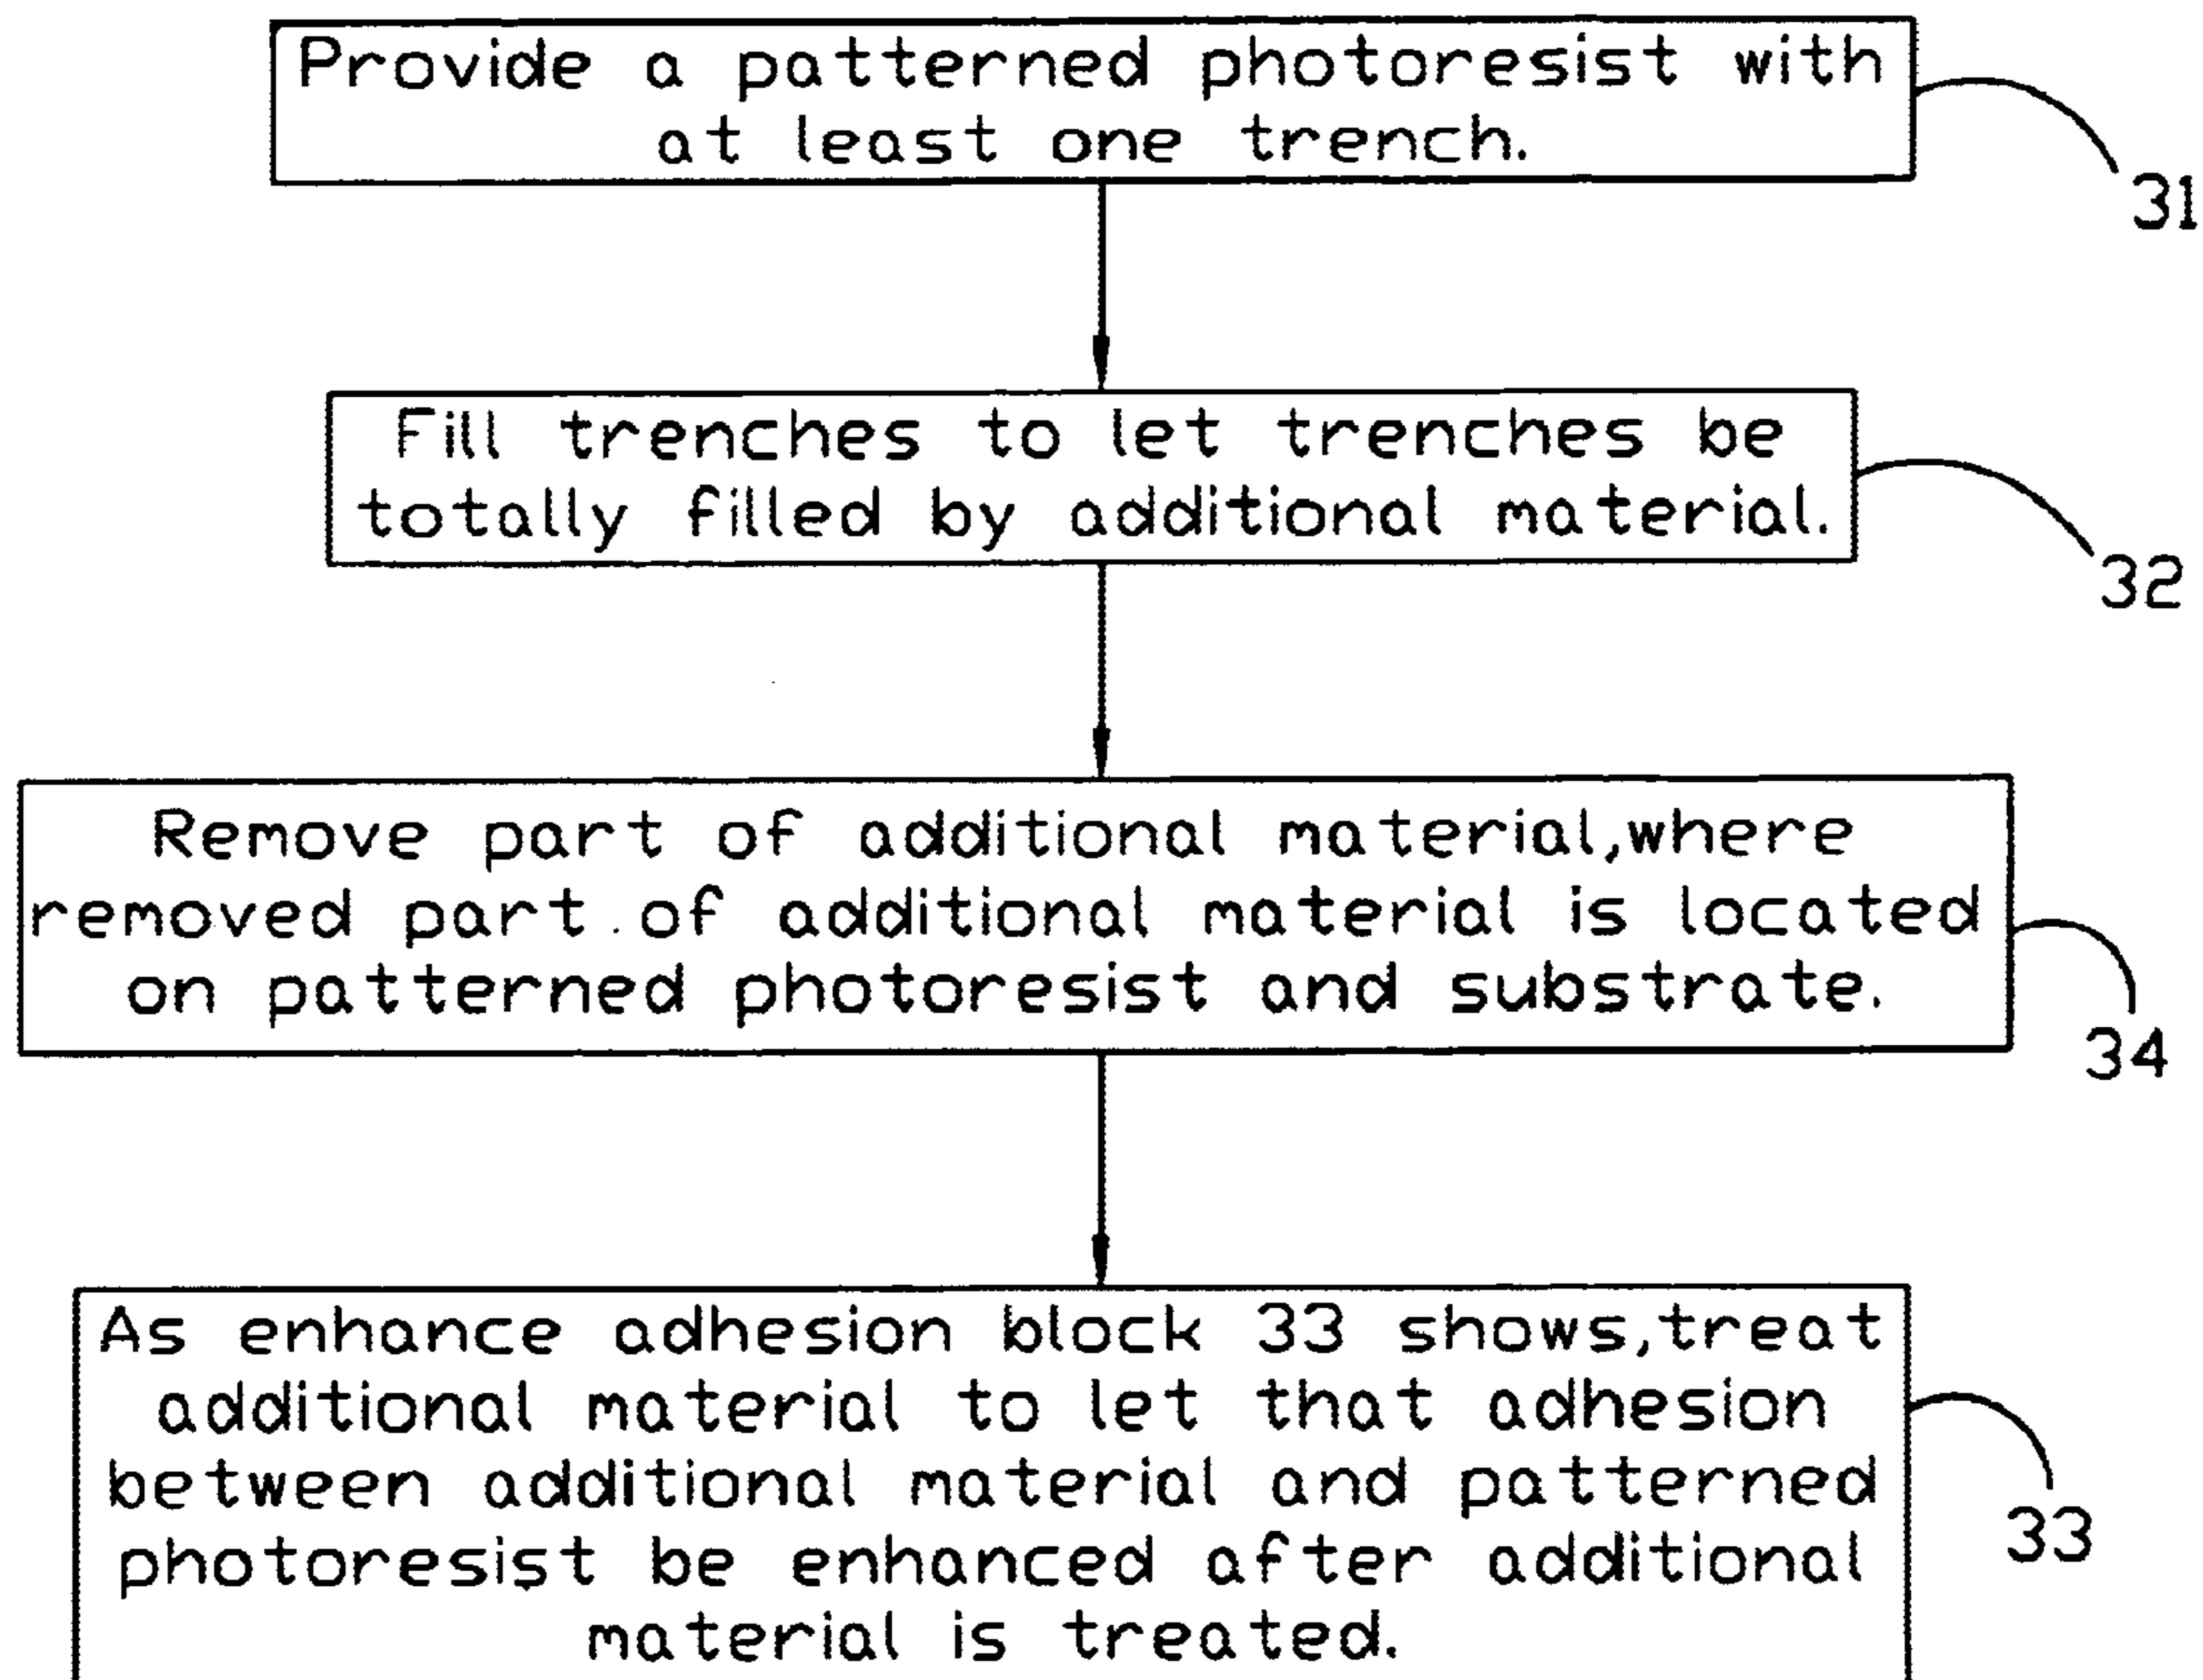 Provide a patterned photoresist with
at least one trench.
31
Fill trenches to let trenches be
totally filled by additional material.
32
Remove part of additional material,where
removed part of additional material is located
on patterned photoresist and substrate.
34
As enhance adhesion block 33 shows,treat
additional material to let that adhesion
between additional material and patterned
photoresist be enhanced after additional
material is treated.
33